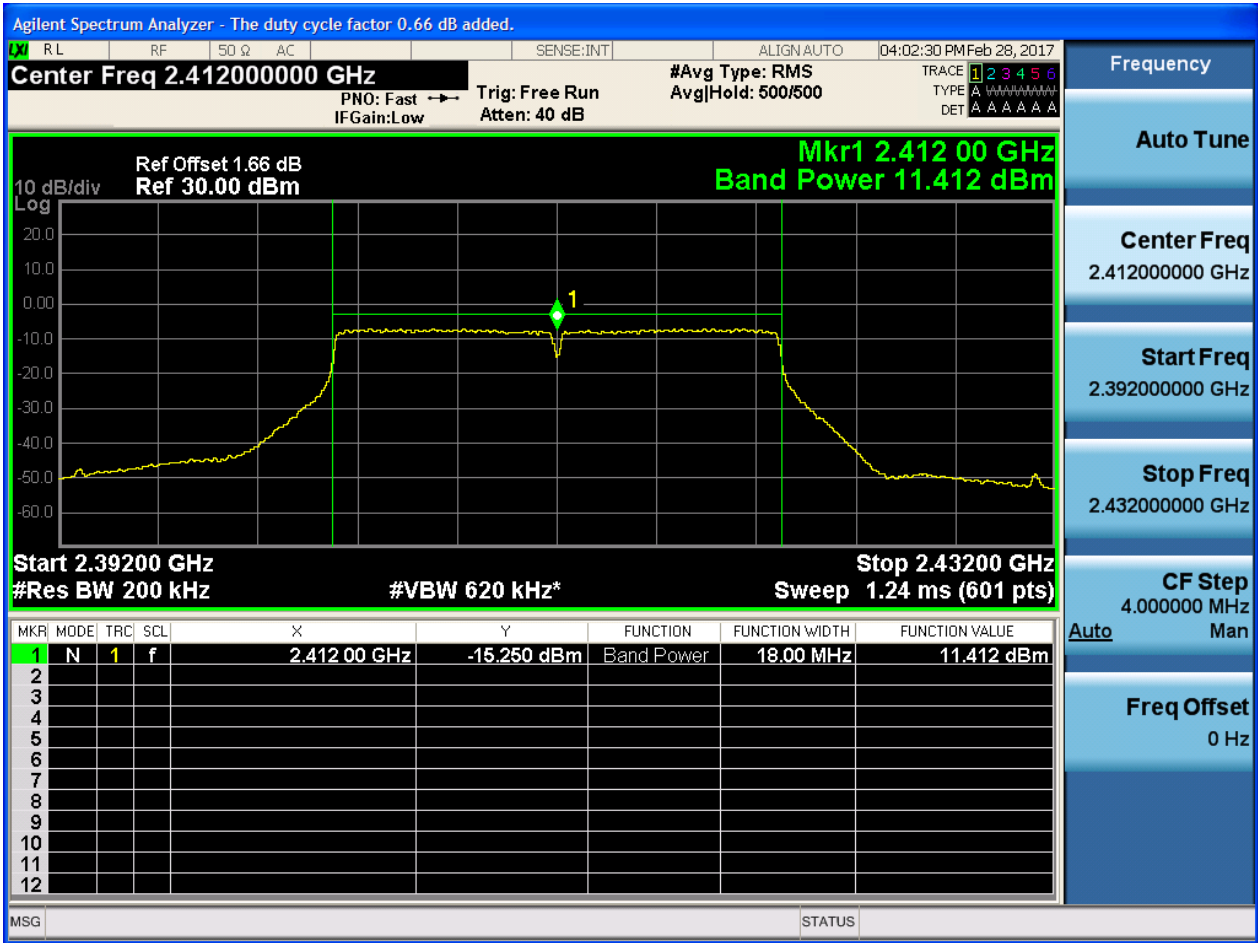 Agilent Spectrum Analyzer - The duty cycle factor 0.66 dB added.
LXI RL RF 50 Ω AC SENSE:INT ALIGN AUTO 04:02:30 PM Feb 28, 2017
Center Freq 2.412000000 GHz
PNO: Fast
IFGain:Low
Trig: Free Run
Atten: 40 dB
#Avg Type: RMS
Avg|Hold: 500/500
TRACE 1 2 3 4 5 6
TYPE A WWWWW
DET A A A A A A
Mkr1 2.412 00 GHz
Band Power 11.412 dBm
Ref Offset 1.66 dB
10 dB/div Ref 30.00 dBm
Log
20.0
10.0
0.00
-10.0
-20.0
-30.0
-40.0
-50.0
-60.0
1
Start 2.39200 GHz Stop 2.43200 GHz
#Res BW 200 kHz #VBW 620 kHz* Sweep 1.24 ms (601 pts)
MKR MODE TRC SCL X Y FUNCTION FUNCTION WIDTH FUNCTION VALUE
1 N 1 f 2.412 00 GHz -15.250 dBm Band Power 18.00 MHz 11.412 dBm
2
3
4
5
6
7
8
9
10
11
12
MSG STATUS
Frequency
Auto Tune
Center Freq
2.412000000 GHz
Start Freq
2.392000000 GHz
Stop Freq
2.432000000 GHz
CF Step
4.000000 MHz
Auto Man
Freq Offset
0 Hz